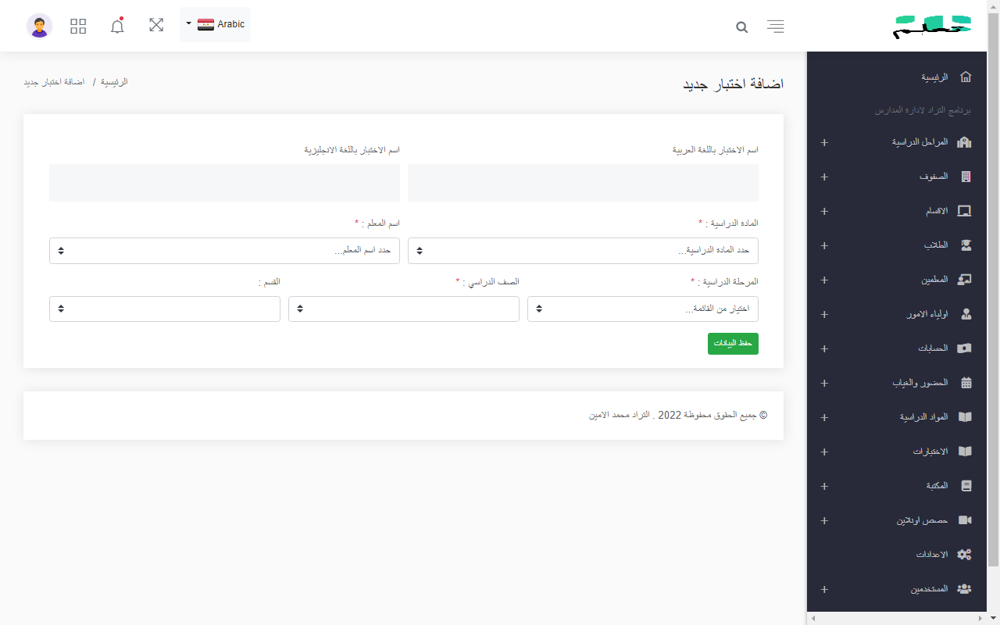 Arabic
اضافة اختبار جديد
الرئيسية / اضافة اختبار جديد
اسم الاختبار باللغة العربية
اسم الاختبار باللغة الانجليزية
المادة الدراسية : *
اسم المعلم : *
حدد المادة الدراسية...
حدد اسم المعلم...
المرحلة الدراسية : *
الصف الدراسي : *
القسم :
اختيار من القائمة...
حفظ البيانات
© جميع الحقوق محفوظة 2022 . التراد محمد الامين
الرئيسية
برنامج التراد لادارة المدارس
المراحل الدراسية
الصفوف
الاقسام
الطلاب
المعلمين
اولياء الامور
الحسابات
الحضور والغياب
المواد الدراسية
الاختبارات
المكتبة
حصص اونلاين
الاعدادات
المستخدمين